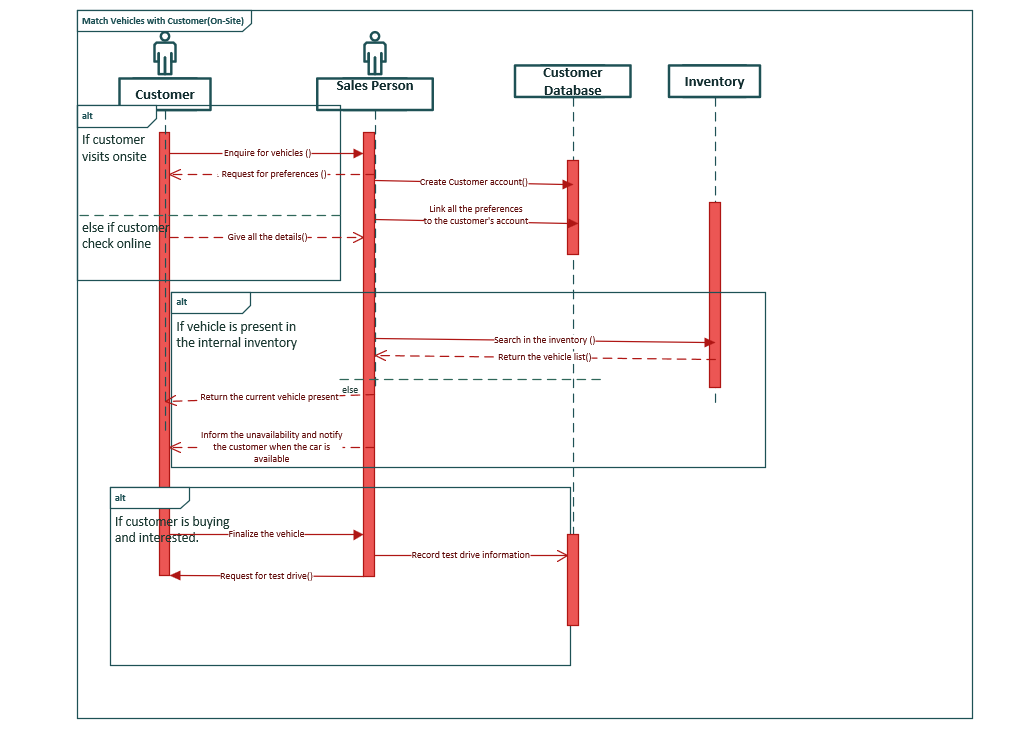 Match Vehicles with Customer(On-Site)
Customer
Sales Person
Customer
Database
Inventory
alt
If customer
visits onsite
Enquire for vehicles ()
. Request for preferences ()
Create Customer account()
Link all the preferences
to the customer's account
else if customer
check online
Give all the details()
alt
If vehicle is present in
the internal inventory
Search in the inventory ()
Return the vehicle list()
else
Return the current vehicle present
Inform the unavailability and notify
the customer when the car is
available
alt
If customer is buying
and interested.
Finalize the vehicle
Record test drive information
Request for test drive()